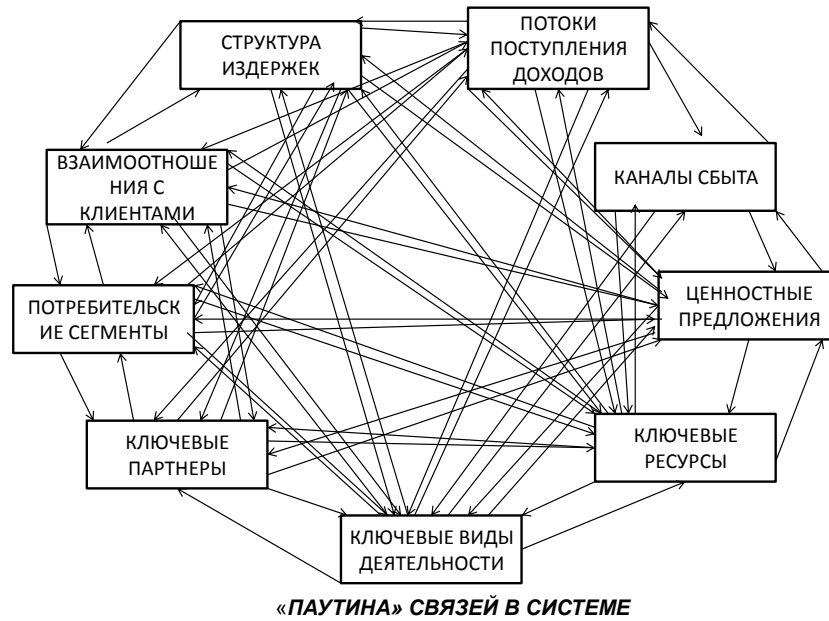 СТРУКТУРА
ИЗДЕРЖЕК
ПОТОКИ
ПОСТУПЛЕНИЯ
ДОХОДОВ
ВЗАИМООТНОШЕ
НИЯ С
КЛИЕНТАМИ
КАНАЛЫ СБЫТА
ПОТРЕБИТЕЛЬСК
ИЕ СЕГМЕНТЫ
ЦЕННОСТНЫЕ
ПРЕДЛОЖЕНИЯ
КЛЮЧЕВЫЕ
ПАРТНЕРЫ
КЛЮЧЕВЫЕ
РЕСУРСЫ
КЛЮЧЕВЫЕ ВИДЫ
ДЕЯТЕЛЬНОСТИ
«ПАУТИНА» СВЯЗЕЙ В СИСТЕМЕ